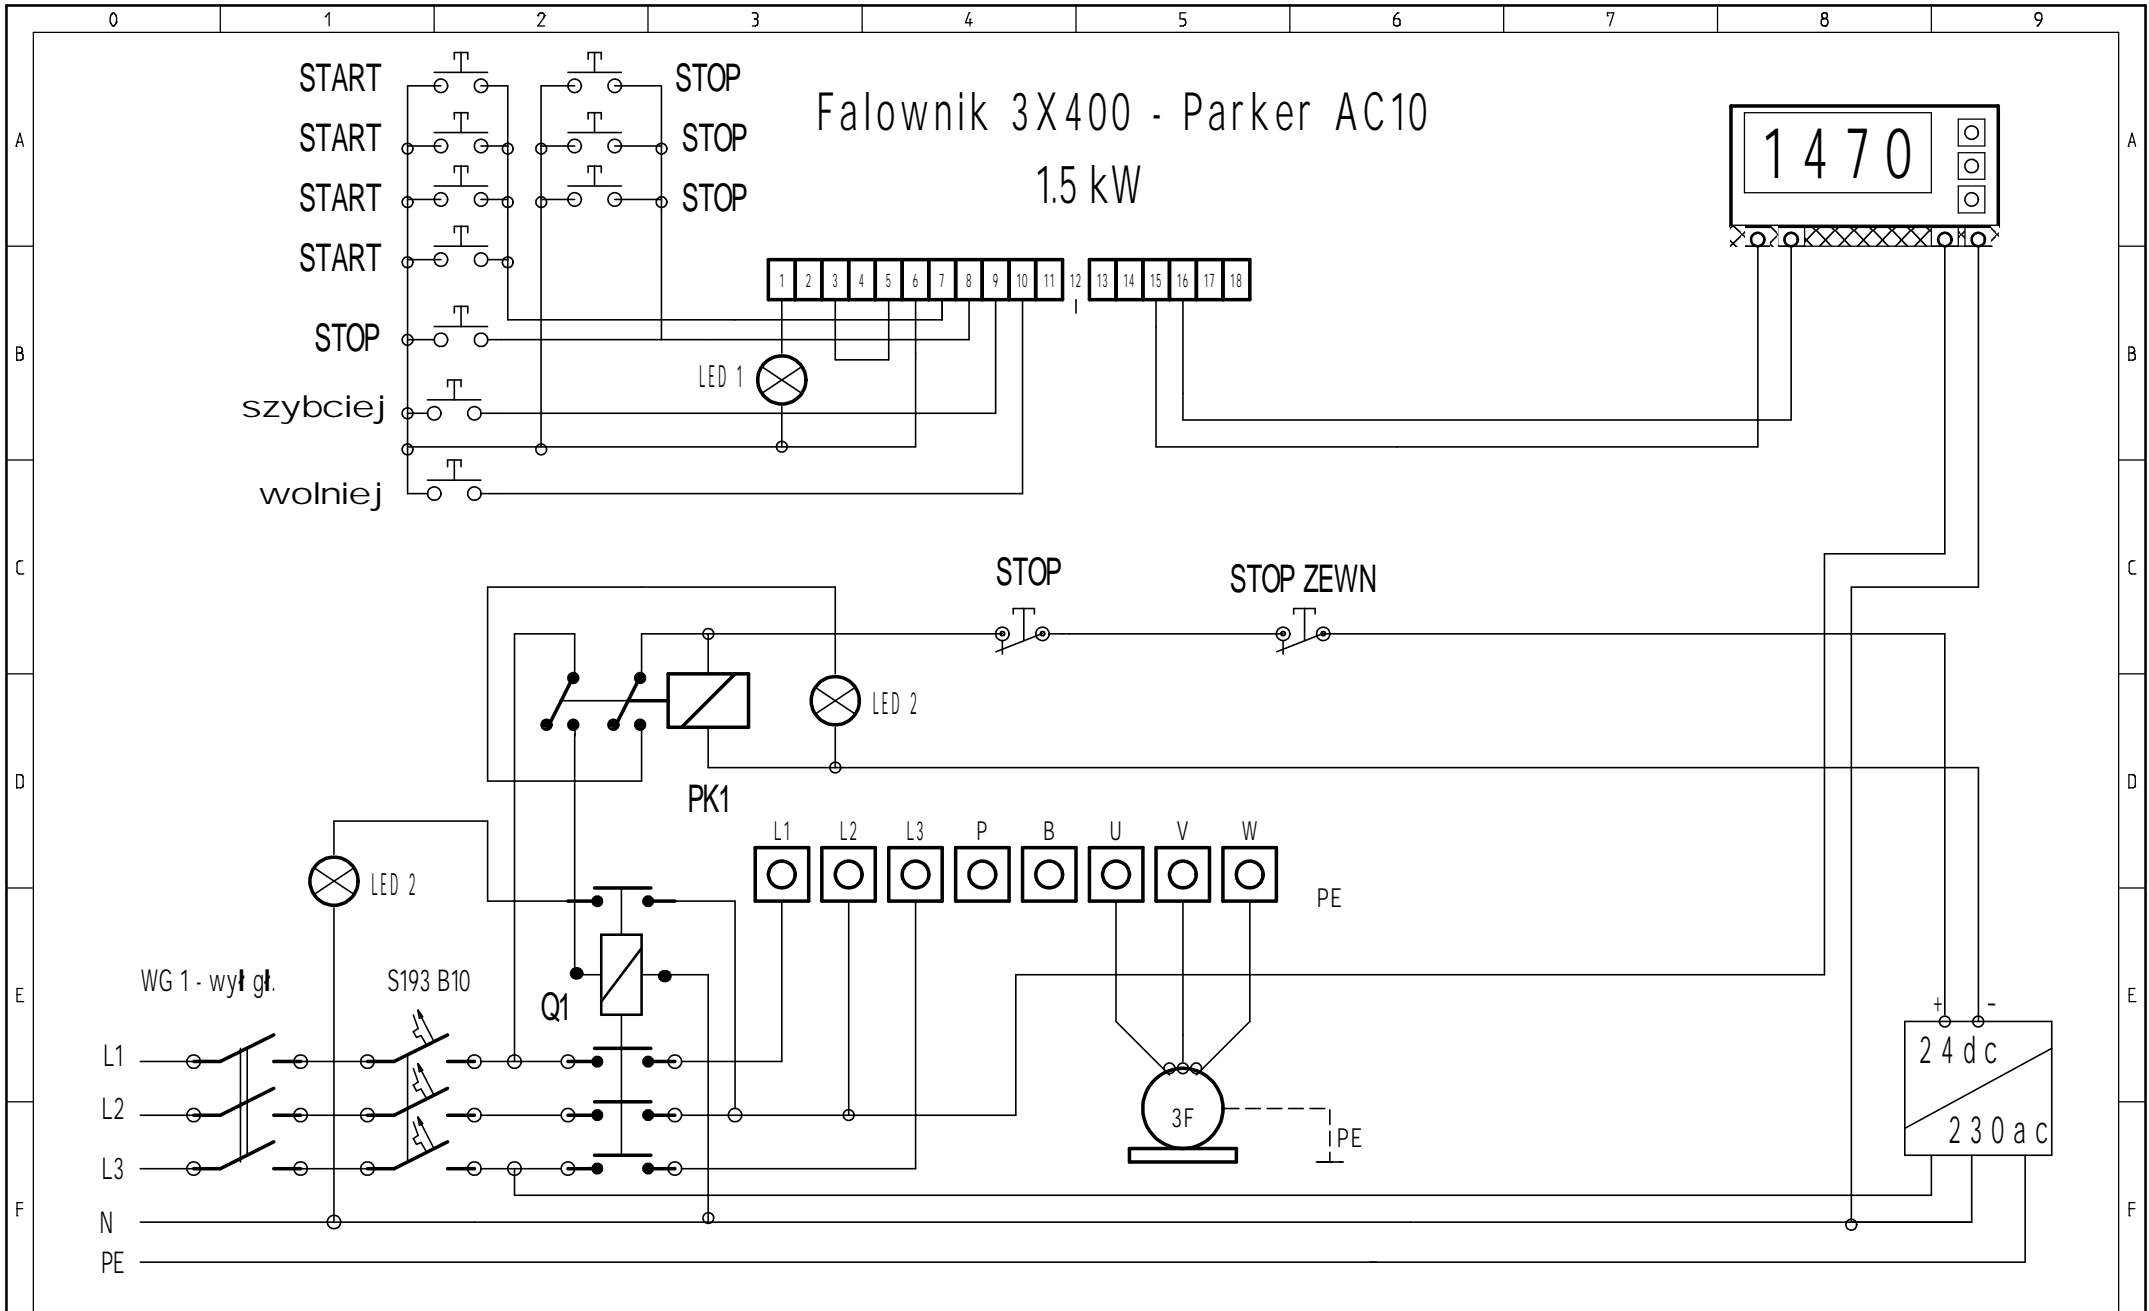 0 1 2 3 4 5 6 7 8 9
START STOP
Falownik 3X400 - Parker AC10
A START STOP 1470 A
1.5 kW
START STOP
START
1 2 3 4 5 6 7 8 9 10 11 12 13 14 15 16 17 18
STOP
B B
LED 1
szybciej
wolniej
C STOP STOP ZEWN C
LED 2
D PK1 D
L1 L2 L3 P B U V W
LED 2 PE
WG 1 - wył gł. S193 B10
E Q1 + - E
24dc
L1
L2
3F 230ac
PE
L3
F N F
PE